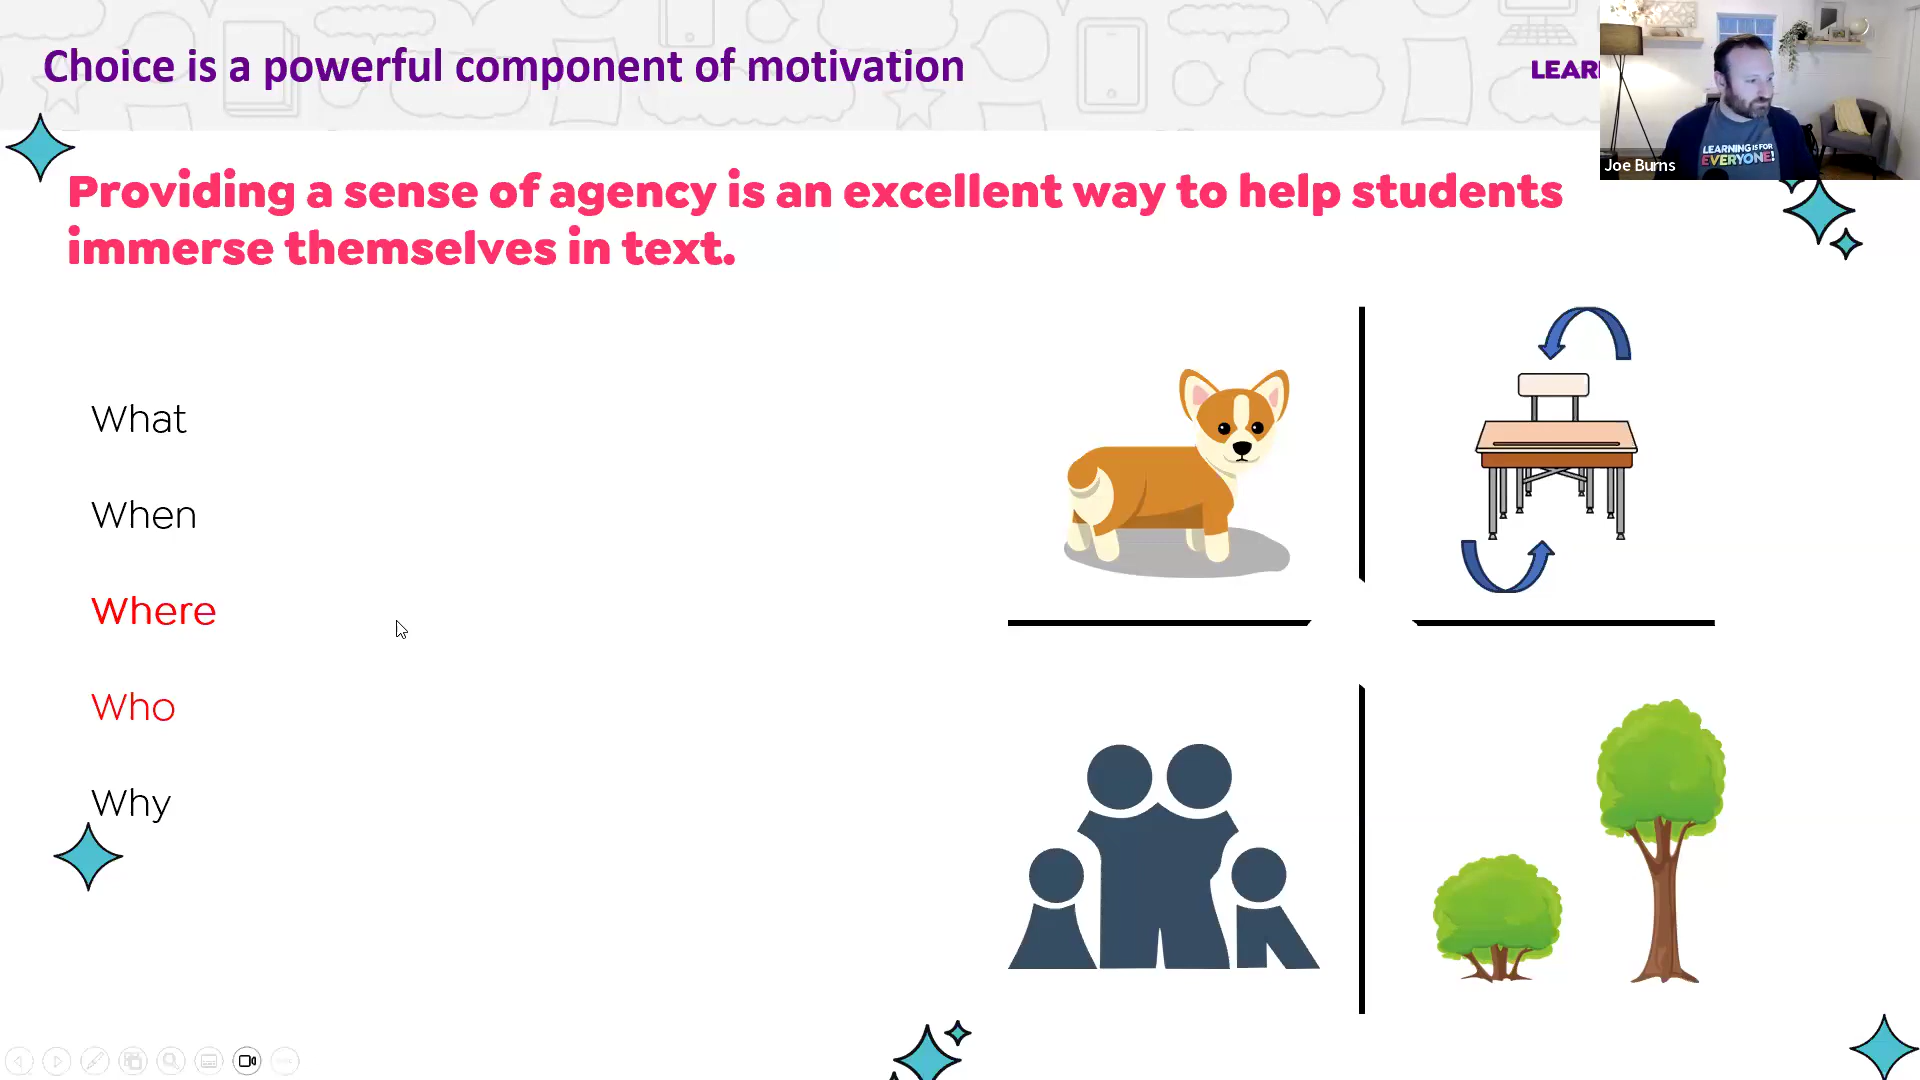 Choice is a powerful component of motivation
LEAR
Joe Burns
LEARNING IS FOR
EVERYONE!
Providing a sense of agency is an excellent way to help students
immerse themselves in text.
What
When
Where
Who
Why